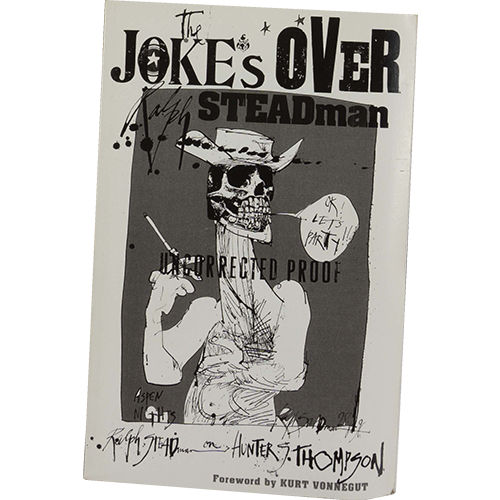 The
JOKE's OVER
Ralph STEADman
OK!
LET'S
PARTY!!
UNCORRECTED PROOF
ASPEN
NIGHTS
Ralph STEADman on HUNTER S. THOMPSON
Foreword by KURT VONNEGUT